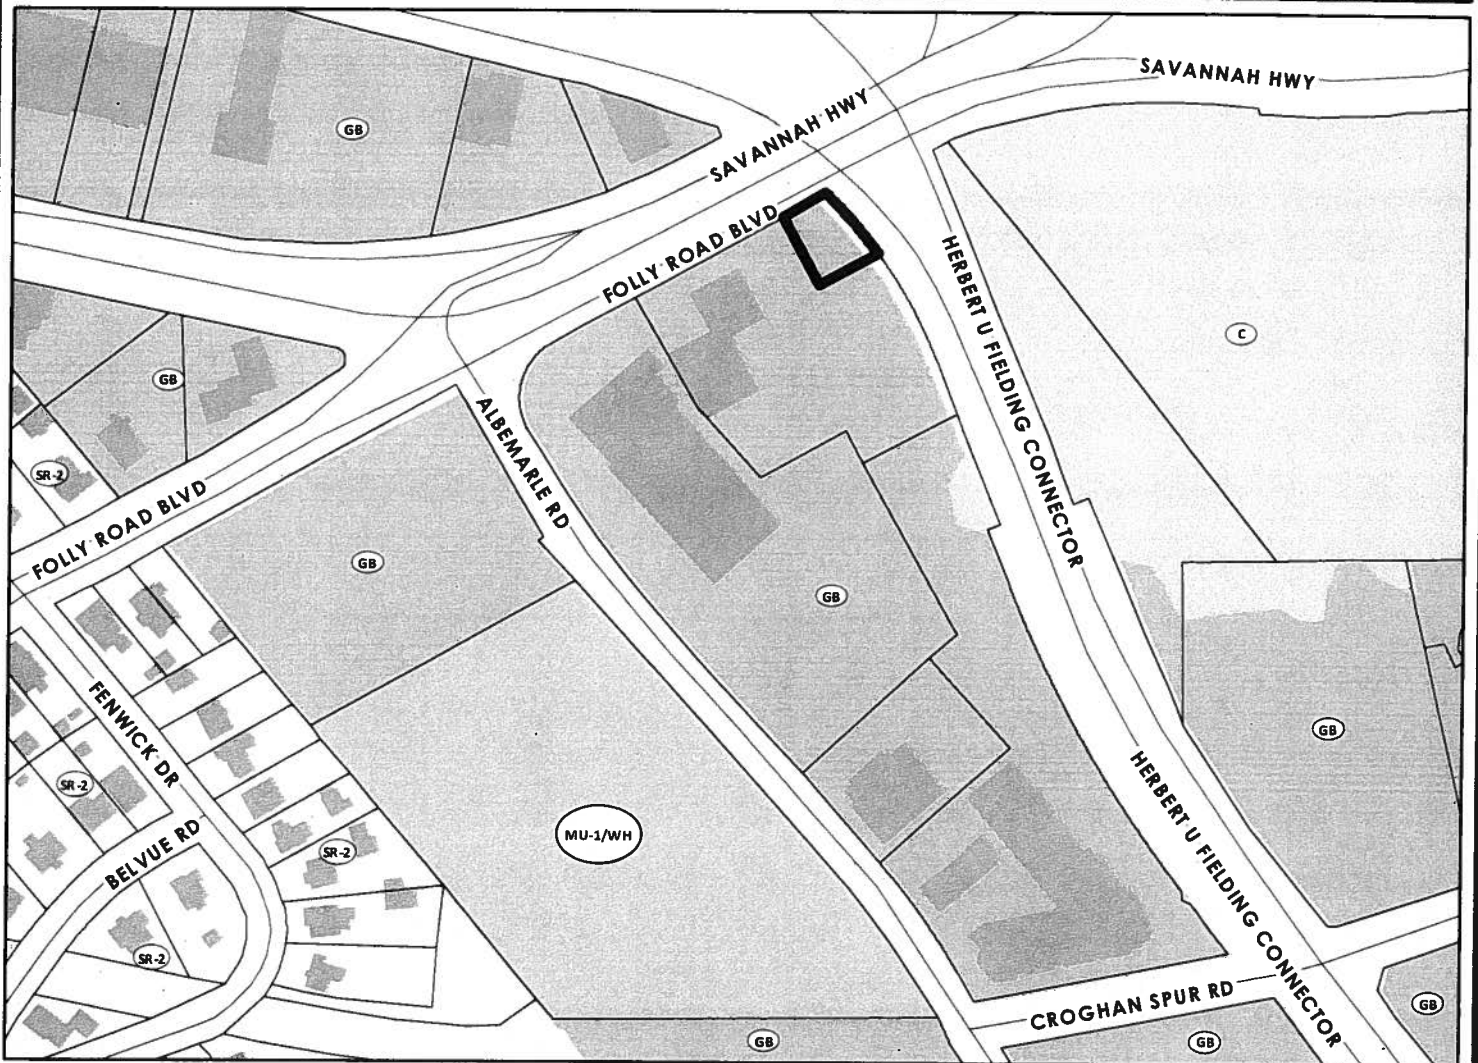 SAVANNAH HWY
SAVANNAH HWY
GB
FOLLY ROAD BLVD
HERBERT U FIELDING CONNECTOR
C
GB
ALBEMARLE RD
SR-2
FOLLY ROAD BLVD
GB
GB
FENWICK DR
GB
SR-2
HERBERT U FIELDING CONNECTOR
MU-1/WH
BELVUE RD
SR-2
SR-2
CROGHAN SPUR RD
GB
GB
GB